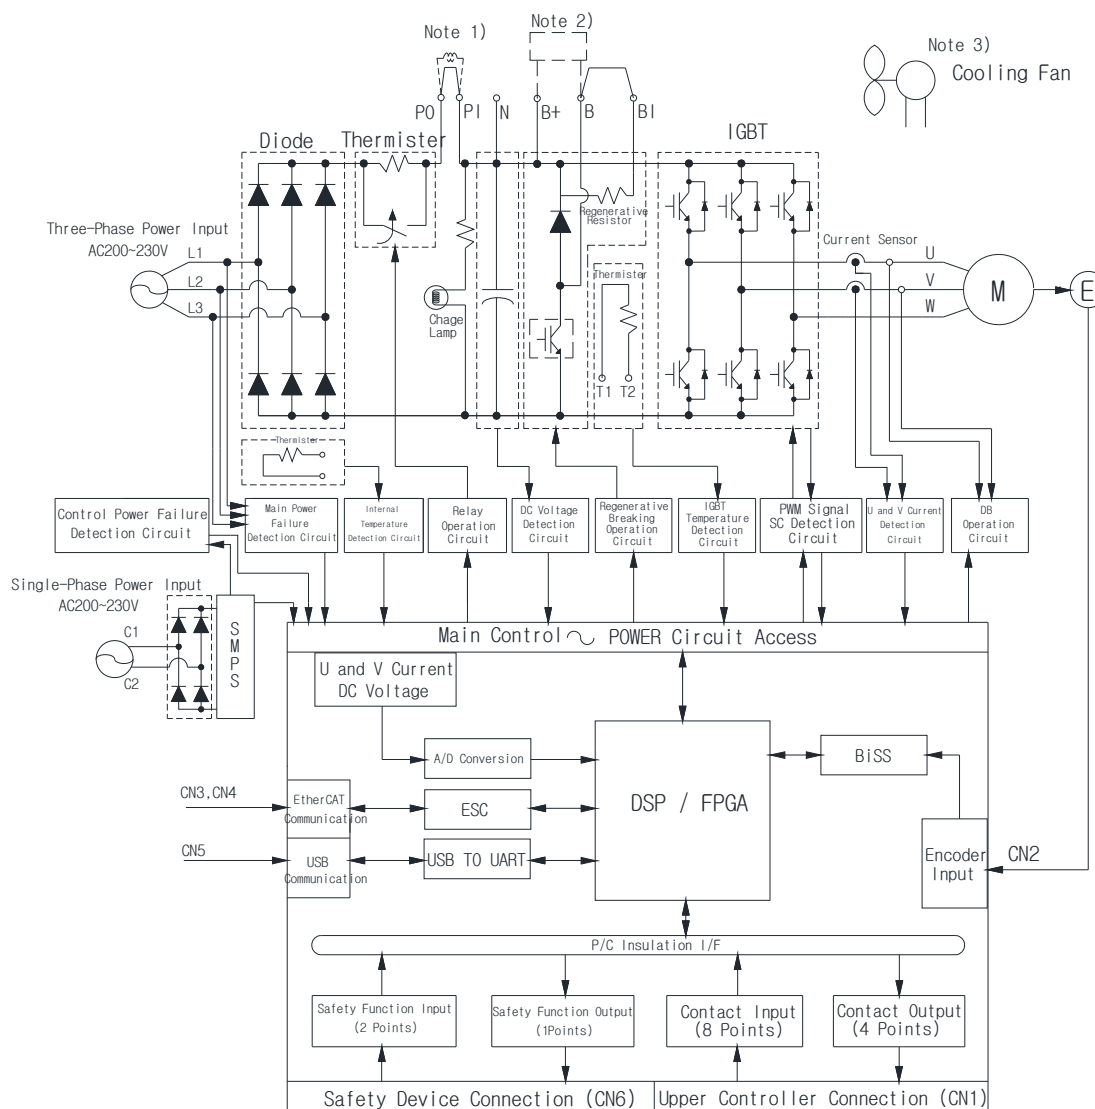 Note 1)
Note 2)
Note 3)
Cooling Fan
P0
PI
N
B+
B
BI
Diode
Thermister
IGBT
Regenerative
Resistor
Three-Phase Power Input
AC200~230V
L1
L2
L3
Current Sensor
U
V
W
M
E
Chage
Lamp
Thermister
T1
T2
Thermister
Control Power Failure
Detection Circuit
Main Power
Failure
Detection Circuit
Internal
Temperature
Detection Circuit
Relay
Operation
Circuit
DC Voltage
Detection
Circuit
Regenerative
Breaking
Operation
Circuit
IGBT
Temperature
Detection
Circuit
PWM Signal
SC Detection
Circuit
U and V Current
Detection
Circuit
DB
Operation
Circuit
Single-Phase Power Input
AC200~230V
C1
C2
SMPS
Main Control ~ POWER Circuit Access
U and V Current
DC Voltage
A/D Conversion
DSP / FPGA
BiSS
CN3,CN4
EtherCAT
Communication
ESC
CN5
USB
Communication
USB TO UART
Encoder
Input
CN2
P/C Insulation I/F
Safety Function Input
(2 Points)
Safety Function Output
(1Points)
Contact Input
(8 Points)
Contact Output
(4 Points)
Safety Device Connection (CN6)
Upper Controller Connection (CN1)